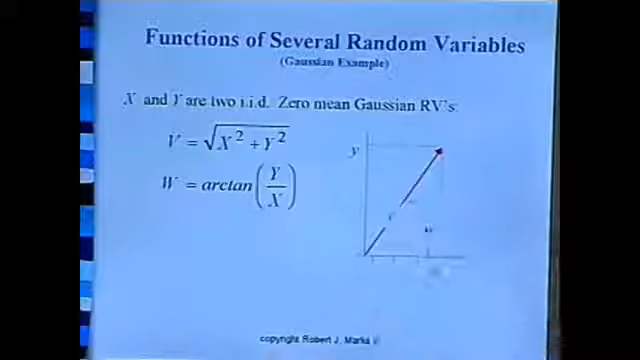 Functions of Several Random Variables
(Gaussian Example)
X and Y are two i.i.d. Zero mean Gaussian RV's:
V = √(X² + Y²)
W = arctan(Y/X)
y
copyright Robert J. Marks II